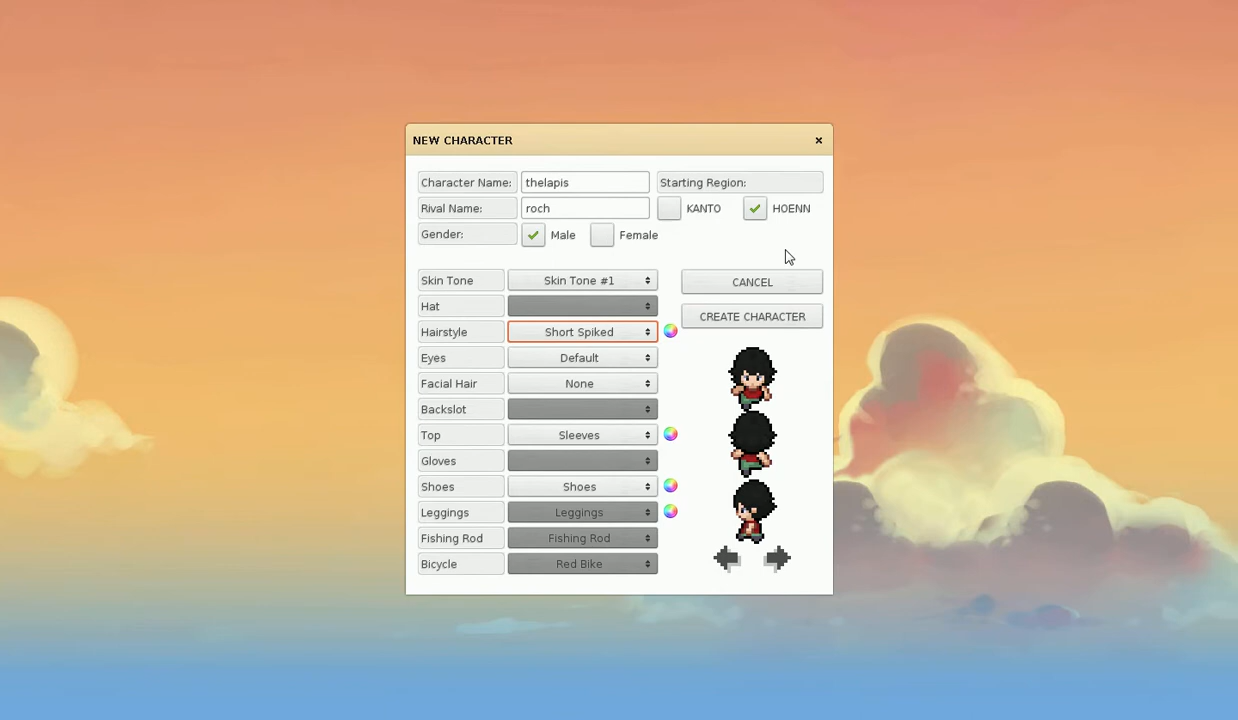 NEW CHARACTER ×
Character Name: thelapis Starting Region:
Rival Name: roch KANTO HOENN
Gender: Male Female
Skin Tone Skin Tone #1 CANCEL
Hat
CREATE CHARACTER
Hairstyle Short Spiked
Eyes Default
Facial Hair None
Backslot
Top Sleeves
Gloves
Shoes Shoes
Leggings Leggings
Fishing Rod Fishing Rod
Bicycle Red Bike